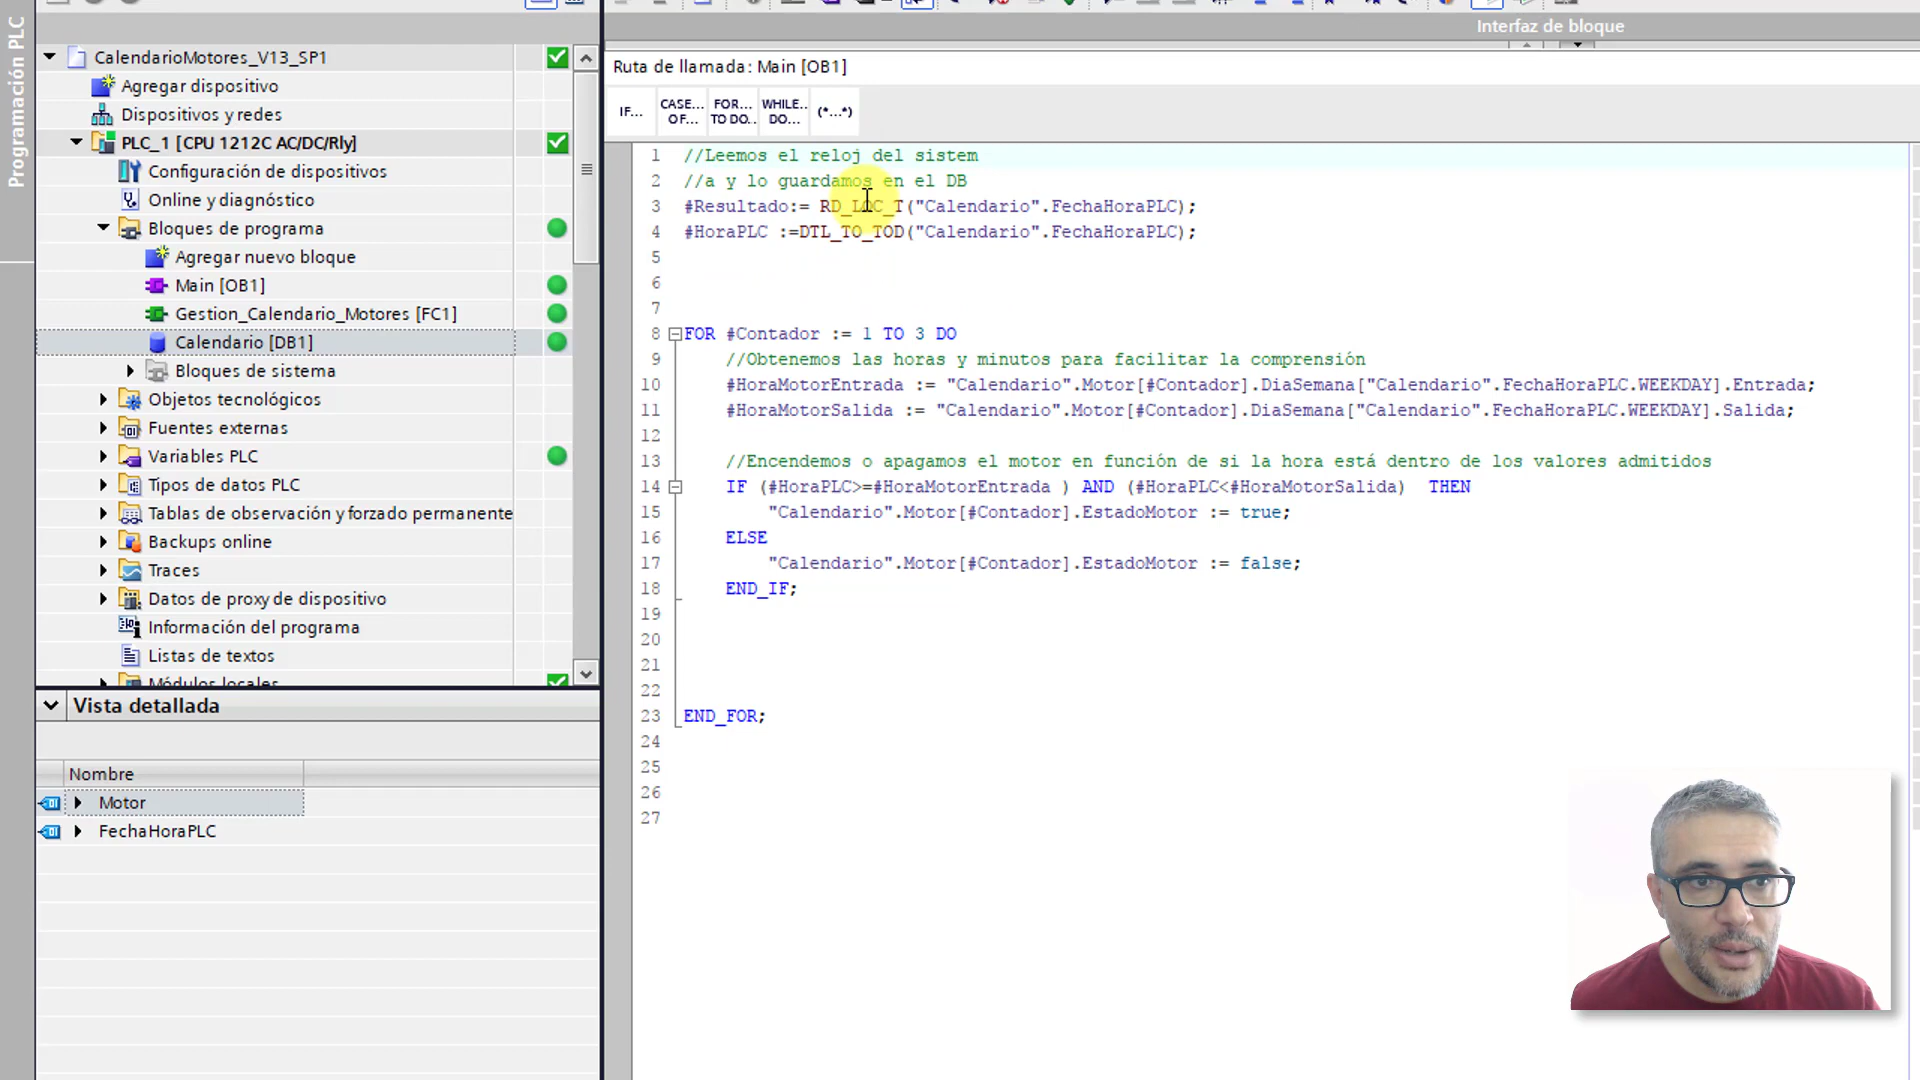 Programación PLC
CalendarioMotores_V13_SP1
Agregar dispositivo
Dispositivos y redes
PLC_1 [CPU 1212C AC/DC/Rly]
Configuración de dispositivos
Online y diagnóstico
Bloques de programa
Agregar nuevo bloque
Main [OB1]
Gestion_Calendario_Motores [FC1]
Calendario [DB1]
Bloques de sistema
Objetos tecnológicos
Fuentes externas
Variables PLC
Tipos de datos PLC
Tablas de observación y forzado permanente
Backups online
Traces
Datos de proxy de dispositivo
Información del programa
Listas de textos
Módulos locales
Vista detallada
Nombre
Motor
FechaHoraPLC
Interfaz de bloque
Ruta de llamada: Main [OB1]
IF... CASE... OF... FOR... TO DO.. WHILE.. DO... (*...*)
1 //Leemos el reloj del sistem
2 //a y lo guardamos en el DB
3 #Resultado:= RD_LOC_T("Calendario".FechaHoraPLC);
4 #HoraPLC :=DTL_TO_TOD("Calendario".FechaHoraPLC);
5
6
7
8 FOR #Contador := 1 TO 3 DO
9 //Obtenemos las horas y minutos para facilitar la comprensión
10 #HoraMotorEntrada := "Calendario".Motor[#Contador].DiaSemana["Calendario".FechaHoraPLC.WEEKDAY].Entrada;
11 #HoraMotorSalida := "Calendario".Motor[#Contador].DiaSemana["Calendario".FechaHoraPLC.WEEKDAY].Salida;
12
13 //Encendemos o apagamos el motor en función de si la hora está dentro de los valores admitidos
14 IF (#HoraPLC>=#HoraMotorEntrada ) AND (#HoraPLC<#HoraMotorSalida) THEN
15 "Calendario".Motor[#Contador].EstadoMotor := true;
16 ELSE
17 "Calendario".Motor[#Contador].EstadoMotor := false;
18 END_IF;
19
20
21
22
23 END_FOR;
24
25
26
27